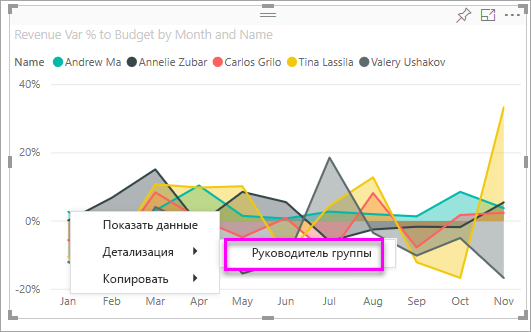 Revenue Var % to Budget by Month and Name
Name Andrew Ma Annelie Zubar Carlos Grilo Tina Lassila Valery Ushakov
40%
20%
0%
-20%
Показать данные
Детализация
Руководитель группы
Копировать
Jan Feb Mar Apr May Jun Jul Aug Sep Oct Nov